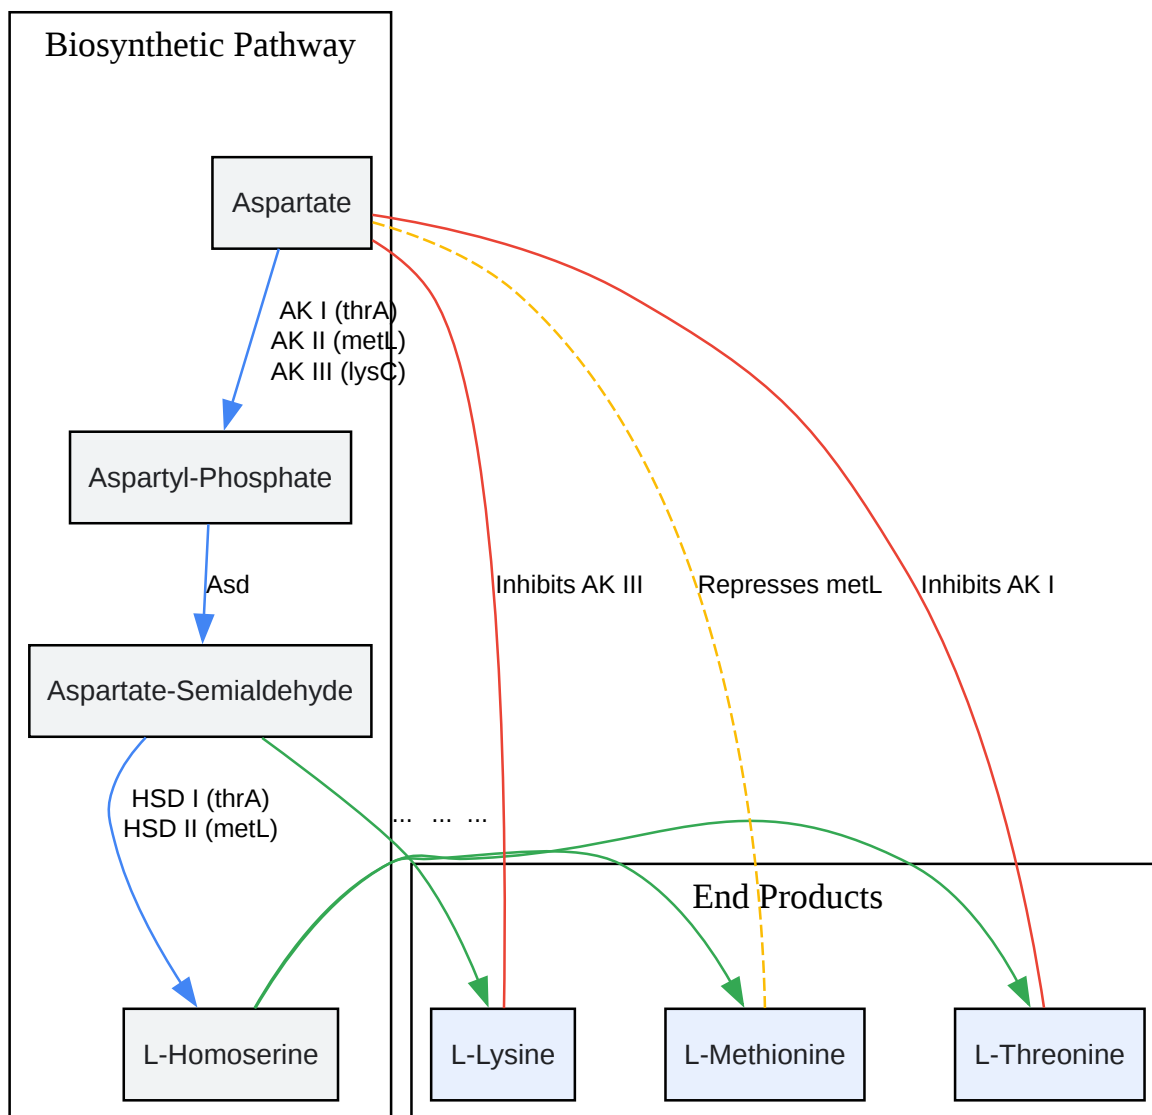 Biosynthetic Pathway
Aspartate
AK I (thrA)
AK II (metL)
AK III (lysC)
Aspartyl-Phosphate
Asd
Inhibits AK III
Represses metL
Inhibits AK I
Aspartate-Semialdehyde
HSD I (thrA)
HSD II (metL)
... ... ...
End Products
L-Homoserine
L-Lysine
L-Methionine
L-Threonine